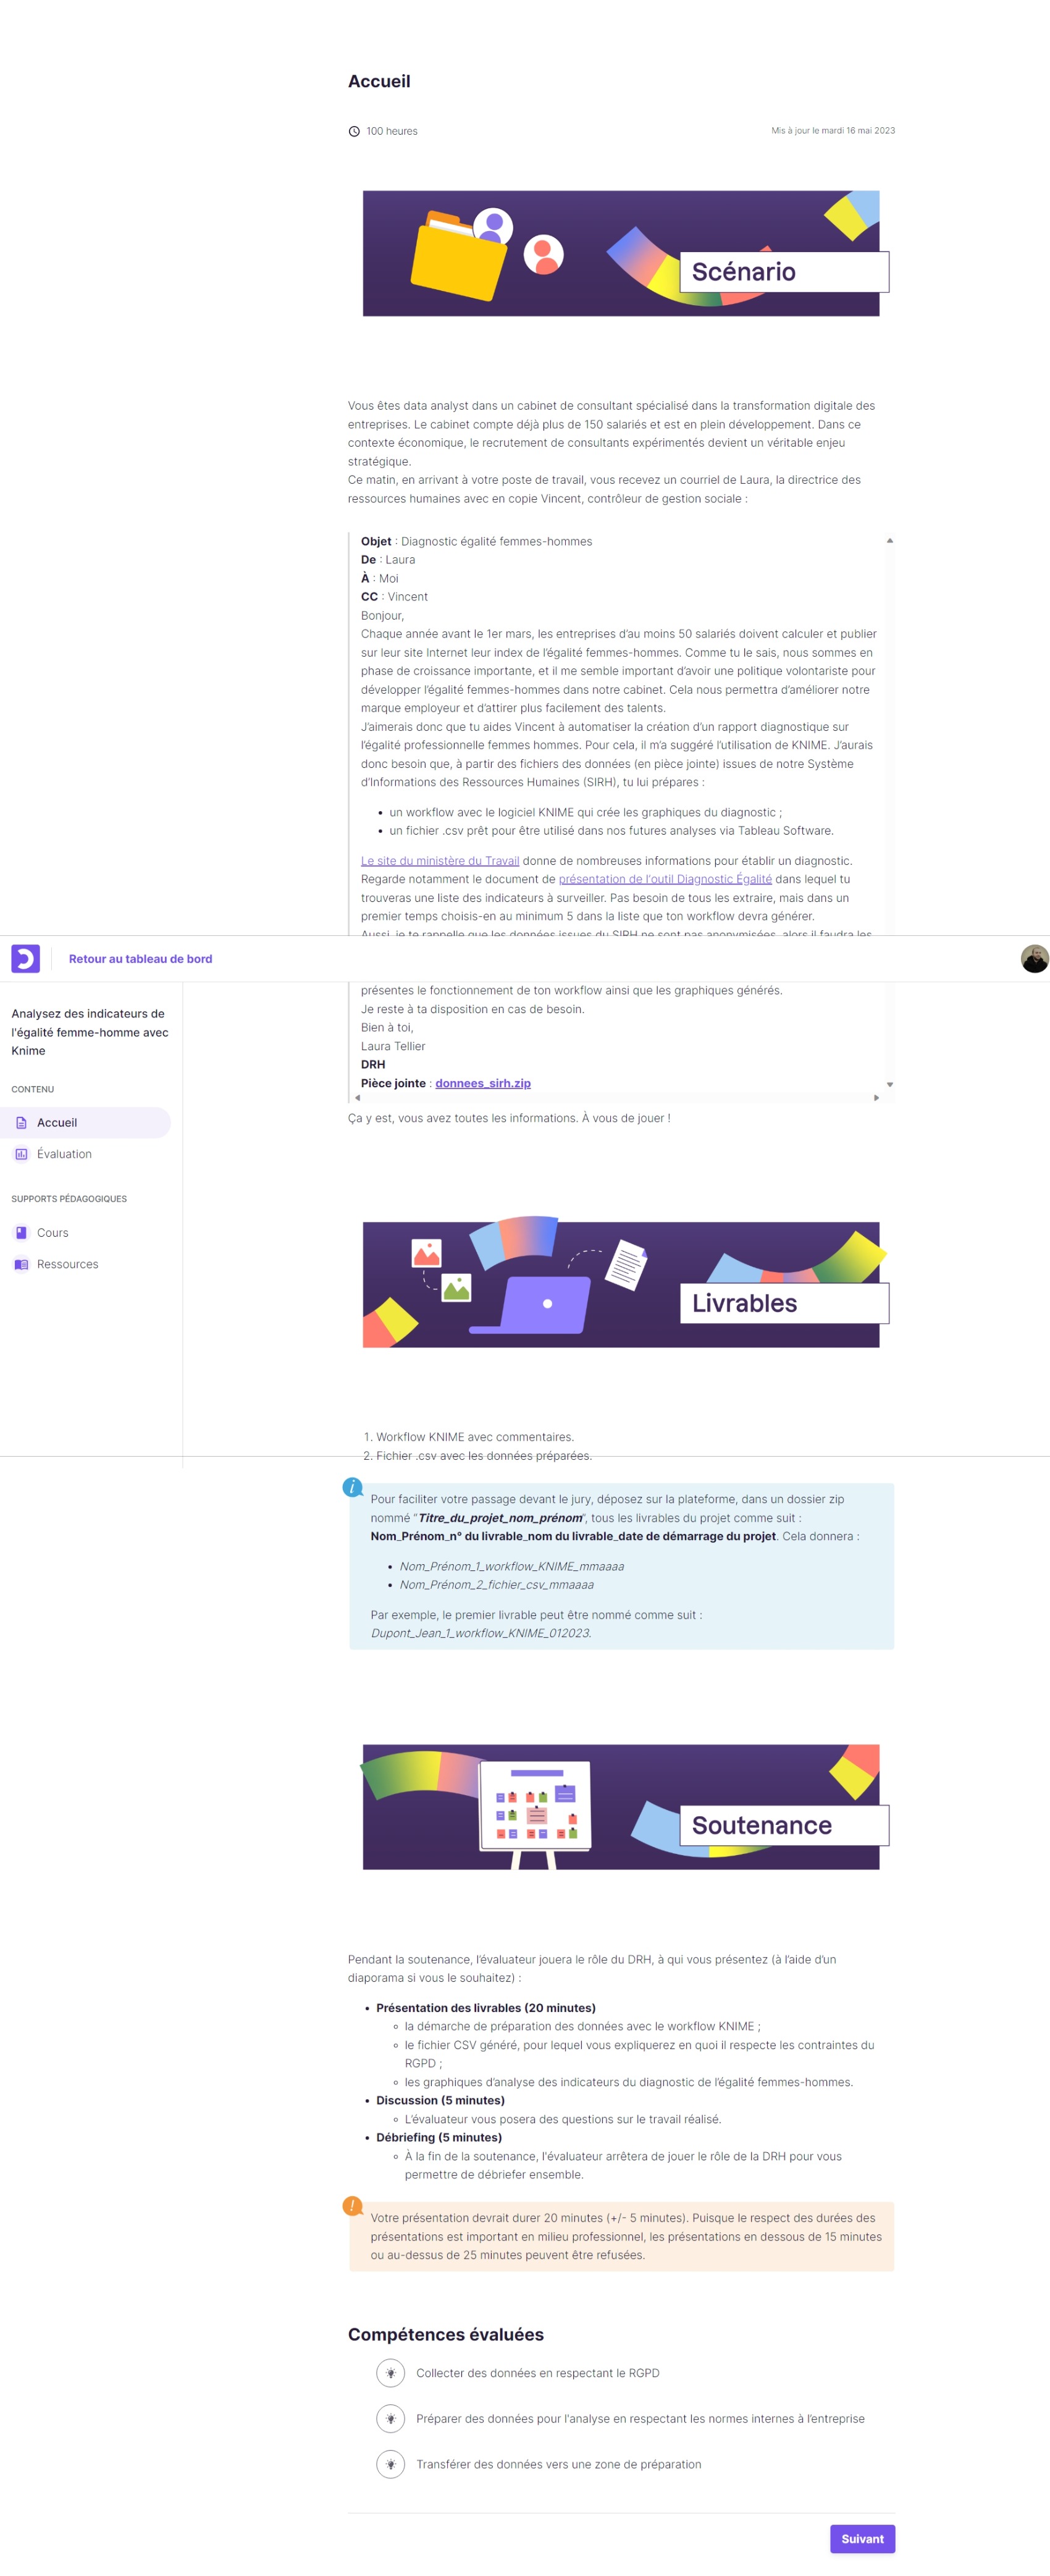 Accueil
100 heures
Mis à jour le mardi 16 mai 2023
Scénario
Vous êtes data analyst dans un cabinet de consultant spécialisé dans la transformation digitale des
entreprises. Le cabinet compte déjà plus de 150 salariés et est en plein développement. Dans ce
contexte économique, le recrutement de consultants expérimentés devient un véritable enjeu
stratégique.
Ce matin, en arrivant à votre poste de travail, vous recevez un courriel de Laura, la directrice des
ressources humaines avec en copie Vincent, contrôleur de gestion sociale :
Objet : Diagnostic égalité femmes-hommes
De : Laura
À : Moi
CC : Vincent
Bonjour,
Chaque année avant le 1er mars, les entreprises d’au moins 50 salariés doivent calculer et publier
sur leur site Internet leur index de l’égalité femmes-hommes. Comme tu le sais, nous sommes en
phase de croissance importante, et il me semble important d’avoir une politique volontariste pour
développer l’égalité femmes-hommes dans notre cabinet. Cela nous permettra d’améliorer notre
marque employeur et d’attirer plus facilement des talents.
J’aimerais donc que tu aides Vincent à automatiser la création d’un rapport diagnostique sur
l’égalité professionnelle femmes hommes. Pour cela, il m’a suggéré l’utilisation de KNIME. J’aurais
donc besoin que, à partir des fichiers des données (en pièce jointe) issues de notre Système
d’Informations des Ressources Humaines (SIRH), tu lui prépares :
• un workflow avec le logiciel KNIME qui crée les graphiques du diagnostic ;
• un fichier .csv prêt pour être utilisé dans nos futures analyses via Tableau Software.
Le site du ministère du Travail donne de nombreuses informations pour établir un diagnostic.
Regarde notamment le document de présentation de l'outil Diagnostic Égalité dans lequel tu
trouveras une liste des indicateurs à surveiller. Pas besoin de tous les extraire, mais dans un
premier temps choisis-en au minimum 5 dans la liste que ton workflow devra générer.
Aussi, je te rappelle que les données issues du SIRH ne sont pas anonymisées, alors il faudra les
Retour au tableau de bord
présentes le fonctionnement de ton workflow ainsi que les graphiques générés.
Je reste à ta disposition en cas de besoin.
Bien à toi,
Laura Tellier
DRH
Pièce jointe : donnees_sirh.zip
Analysez des indicateurs de
l'égalité femme-homme avec
Knime
CONTENU
Accueil
Évaluation
SUPPORTS PÉDAGOGIQUES
Cours
Ressources
Ça y est, vous avez toutes les informations. À vous de jouer !
Livrables
1. Workflow KNIME avec commentaires.
2. Fichier .csv avec les données préparées.
Pour faciliter votre passage devant le jury, déposez sur la plateforme, dans un dossier zip
nommé “Titre_du_projet_nom_prénom”, tous les livrables du projet comme suit :
Nom_Prénom_n° du livrable_nom du livrable_date de démarrage du projet. Cela donnera :
• Nom_Prénom_1_workflow_KNIME_mmaaaa
• Nom_Prénom_2_fichier_csv_mmaaaa
Par exemple, le premier livrable peut être nommé comme suit :
Dupont_Jean_1_workflow_KNIME_012023.
Soutenance
Pendant la soutenance, l’évaluateur jouera le rôle du DRH, à qui vous présentez (à l’aide d’un
diaporama si vous le souhaitez) :
• Présentation des livrables (20 minutes)
◦ la démarche de préparation des données avec le workflow KNIME ;
◦ le fichier CSV généré, pour lequel vous expliquerez en quoi il respecte les contraintes du
RGPD ;
◦ les graphiques d’analyse des indicateurs du diagnostic de l’égalité femmes-hommes.
• Discussion (5 minutes)
◦ L’évaluateur vous posera des questions sur le travail réalisé.
• Débriefing (5 minutes)
◦ À la fin de la soutenance, l'évaluateur arrêtera de jouer le rôle de la DRH pour vous
permettre de débriefer ensemble.
Votre présentation devrait durer 20 minutes (+/- 5 minutes). Puisque le respect des durées des
présentations est important en milieu professionnel, les présentations en dessous de 15 minutes
ou au-dessus de 25 minutes peuvent être refusées.
Compétences évaluées
Collecter des données en respectant le RGPD
Préparer des données pour l'analyse en respectant les normes internes à l’entreprise
Transférer des données vers une zone de préparation
Suivant